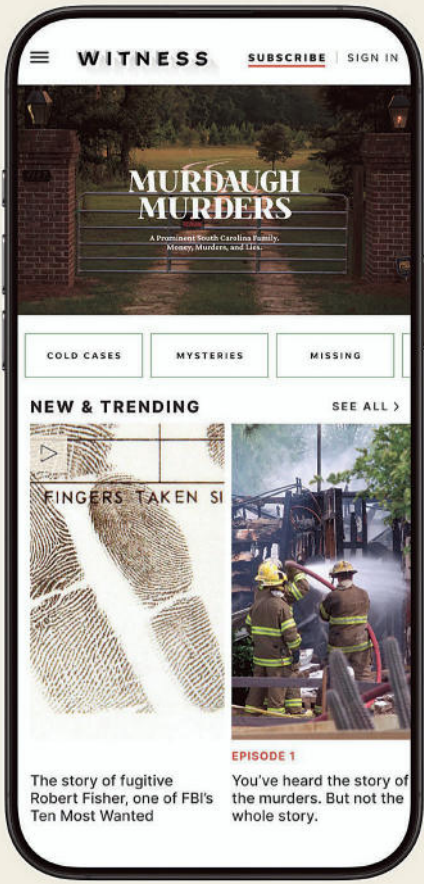 WITNESS
SUBSCRIBE | SIGN IN
MURDAUGH
MURDERS
A Prominent South Carolina Family.
Money, Murders, and Lies.
COLD CASES
MYSTERIES
MISSING
NEW & TRENDING
SEE ALL >
FINGERS TAKEN SI
EPISODE 1
The story of fugitive
Robert Fisher, one of FBI's
Ten Most Wanted
You've heard the story of
the murders. But not the
whole story.